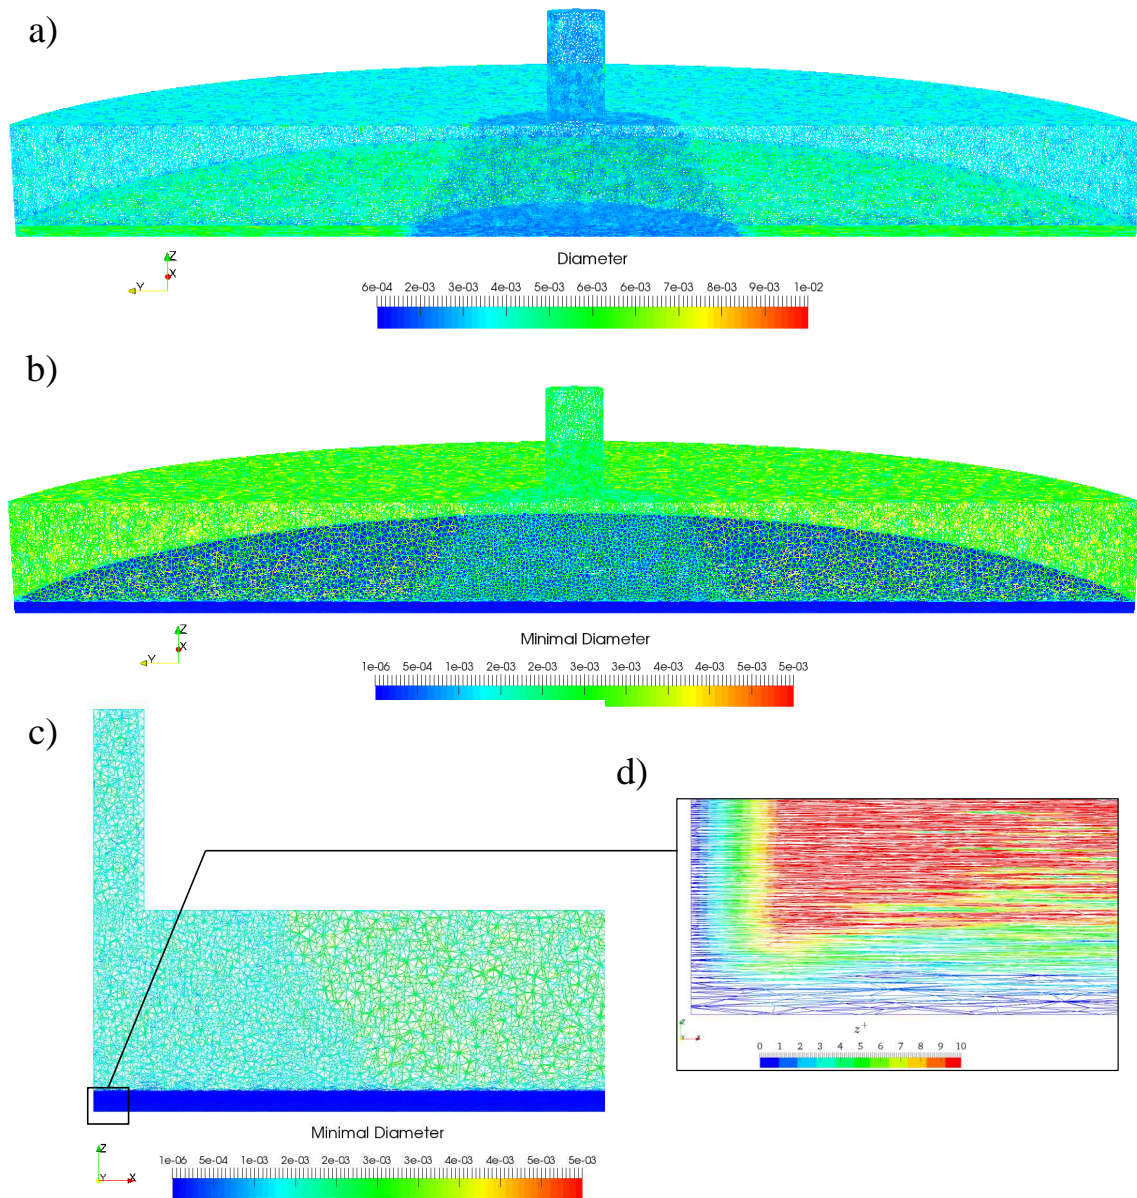 a)
Z
Y
X
Diameter
6e-04 2e-03 3e-03 4e-03 5e-03 6e-03 7e-03 8e-03 9e-03 1e-02
b)
Z
Y
X
Minimal Diameter
1e-06 5e-04 1e-03 2e-03 2e-03 3e-03 3e-03 4e-03 4e-03 5e-03 5e-03
c)
d)
z+
0 1 2 3 4 5 6 7 8 9 10
Z
Y
X
Z
Y
X
Minimal Diameter
1e-06 5e-04 1e-03 2e-03 2e-03 3e-03 3e-03 4e-03 4e-03 5e-03 5e-03